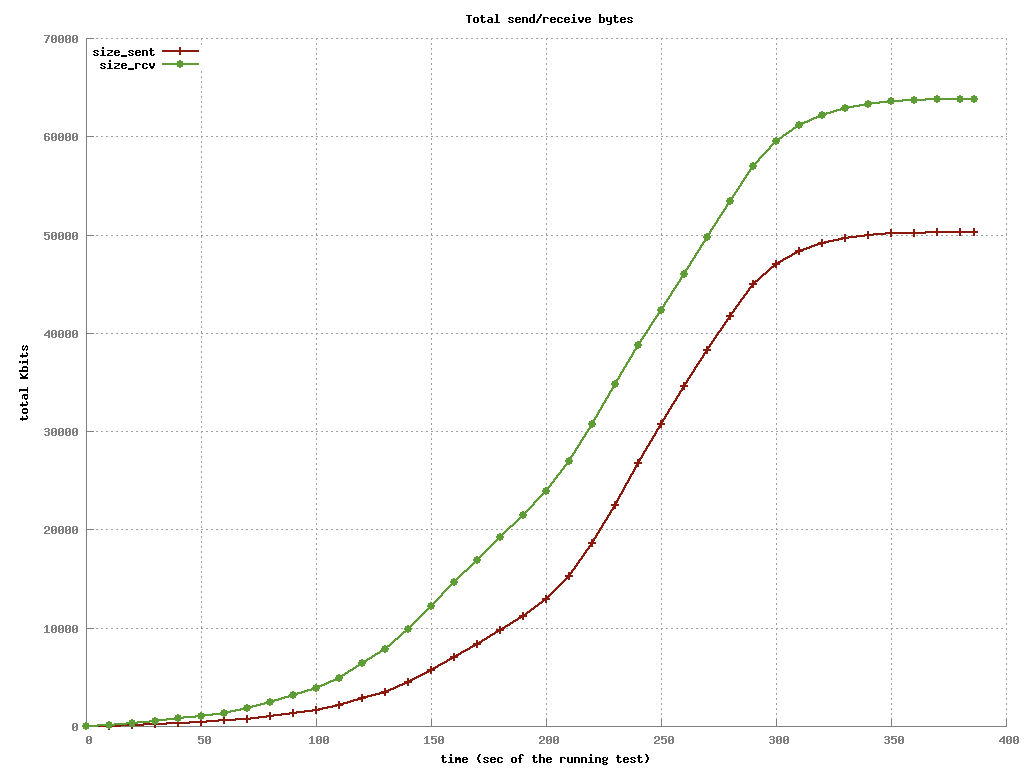 Total send/receive bytes
70000
size_sent
size_rcv
60000
50000
40000
total Kbits
30000
20000
10000
0
0 50 100 150 200 250 300 350 400
time (sec of the running test)